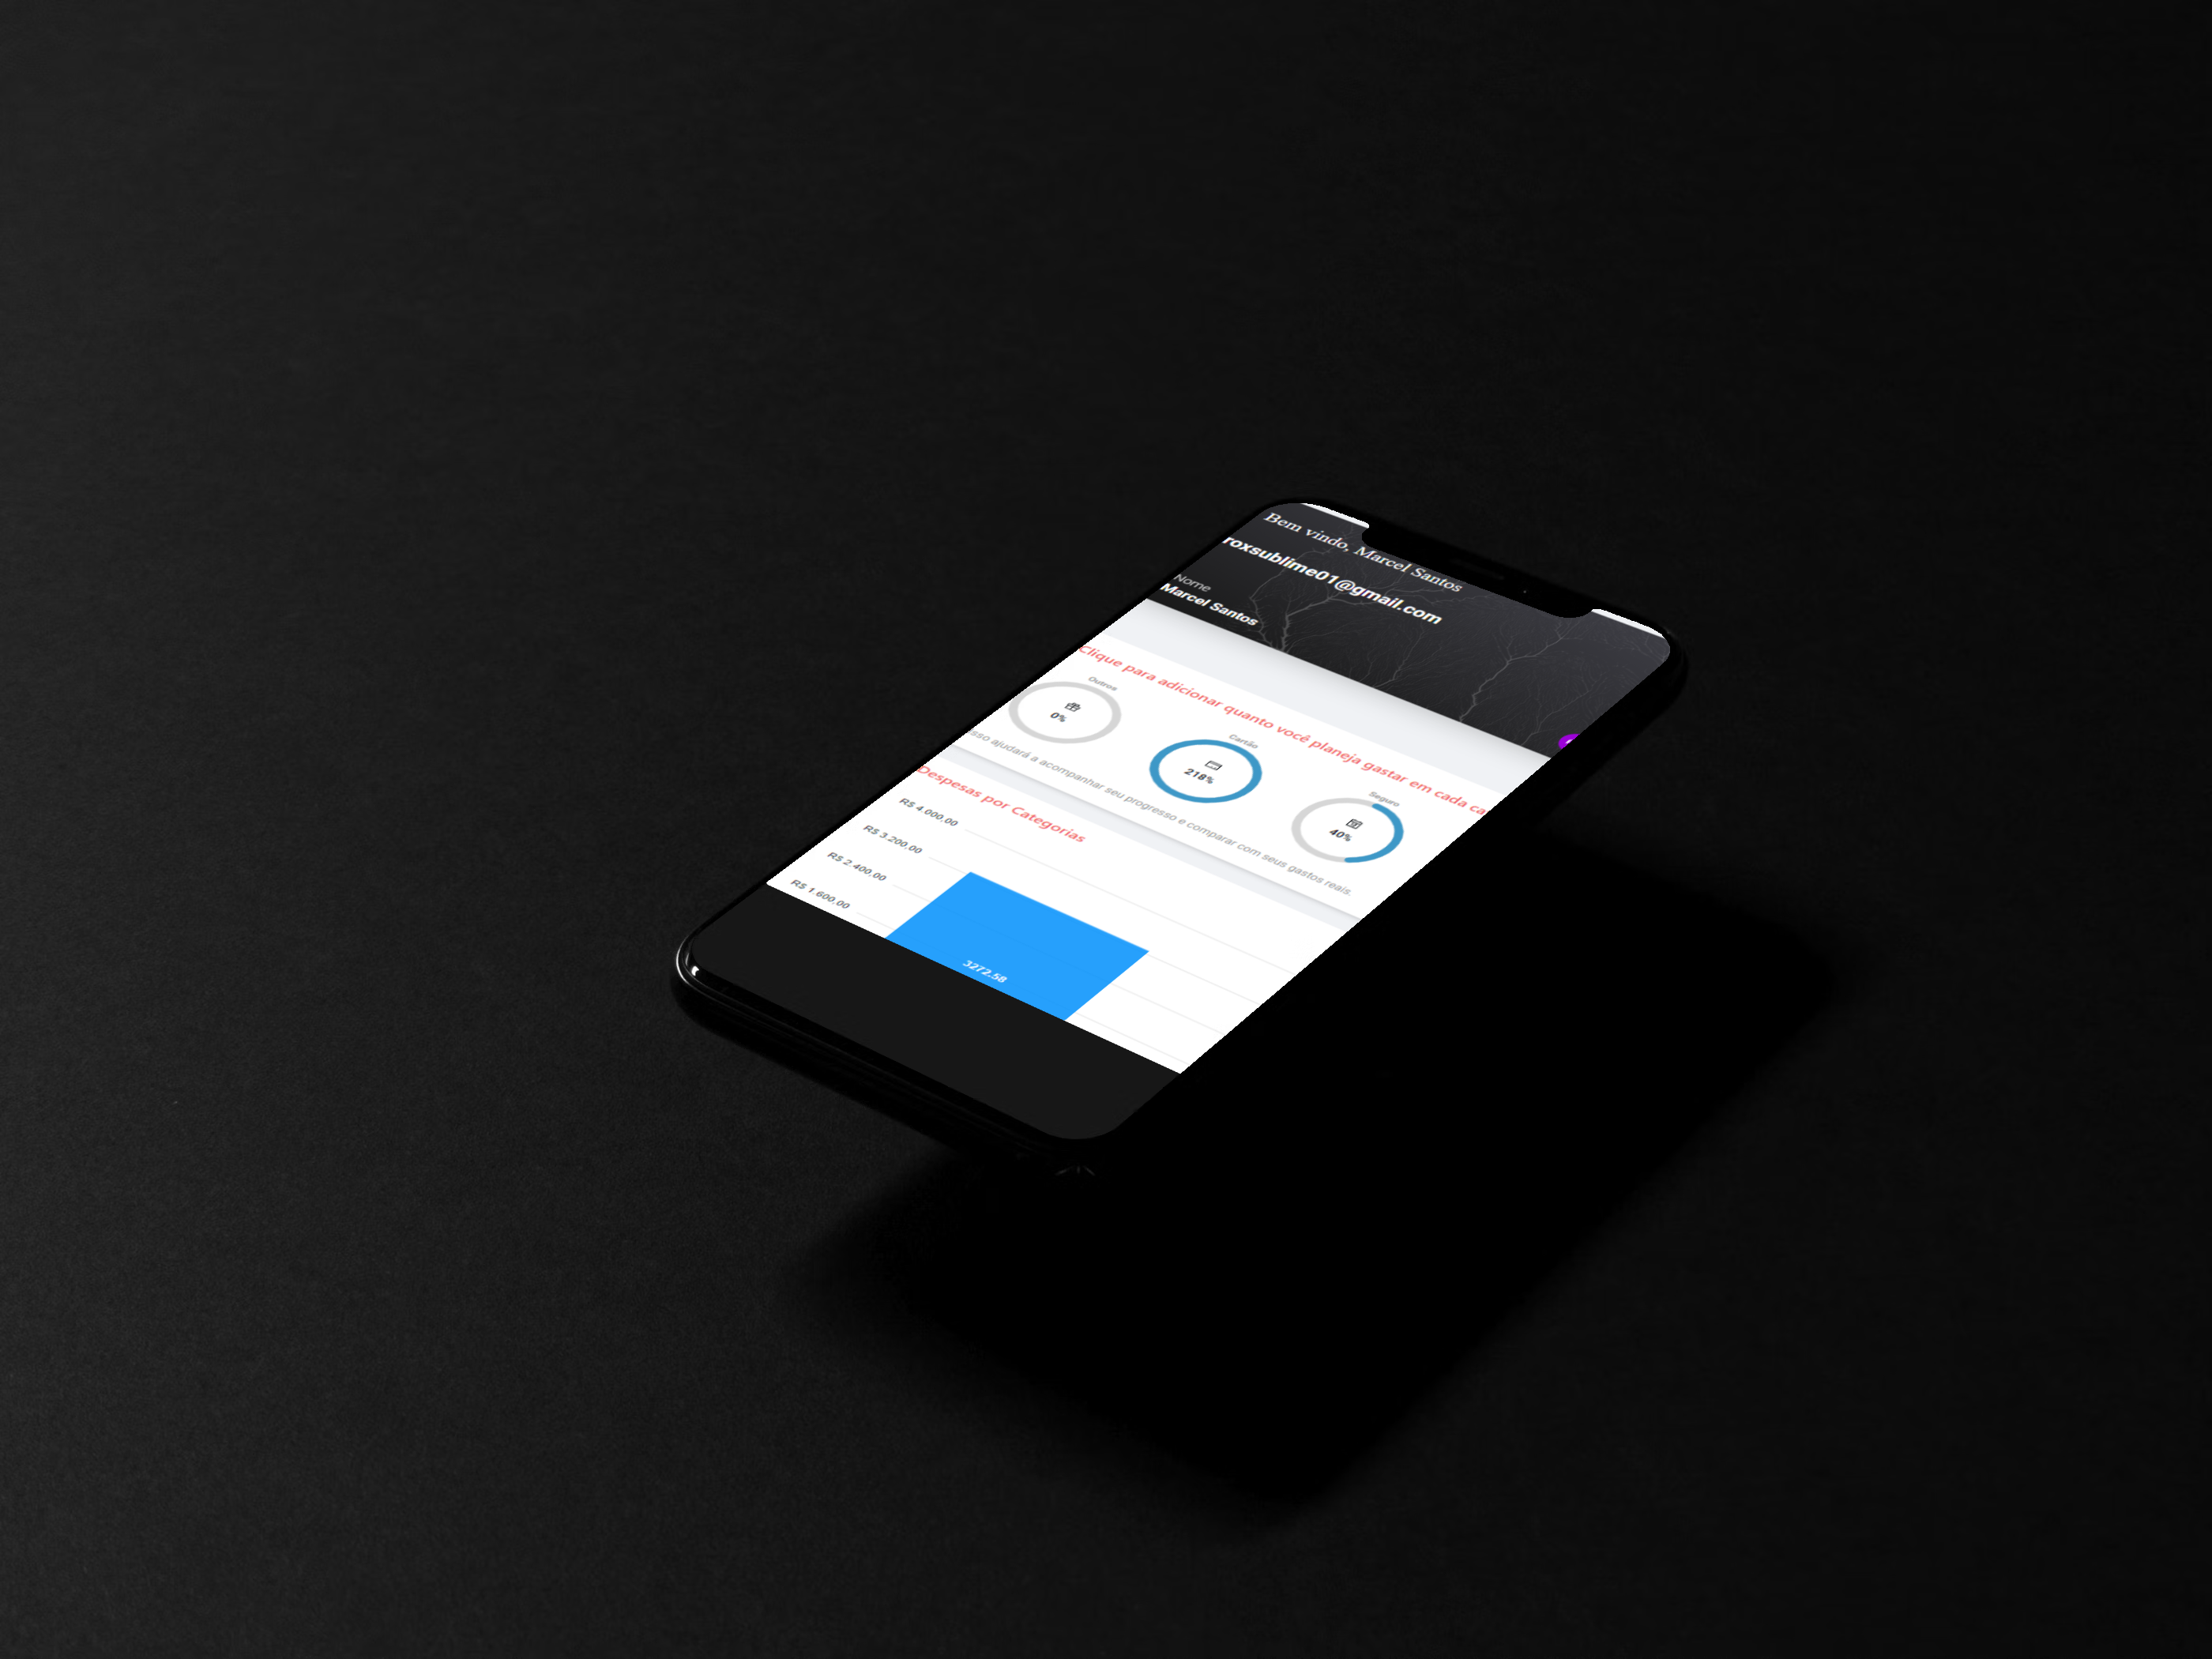 Bem vindo, Marcel Santos
roxsublime01@gmail.com
Nome
Marcel Santos
Clique para adicionar quanto você planeja gastar em cada ca
Outros
0%
Cartão
218%
Seguro
40%
sso ajudará a acompanhar seu progresso e comparar com seus gastos reais.
Despesas por Categorias
R$ 4.000.00
R$ 3.200.00
R$ 2.400.00
R$ 1.600.00
3272.58